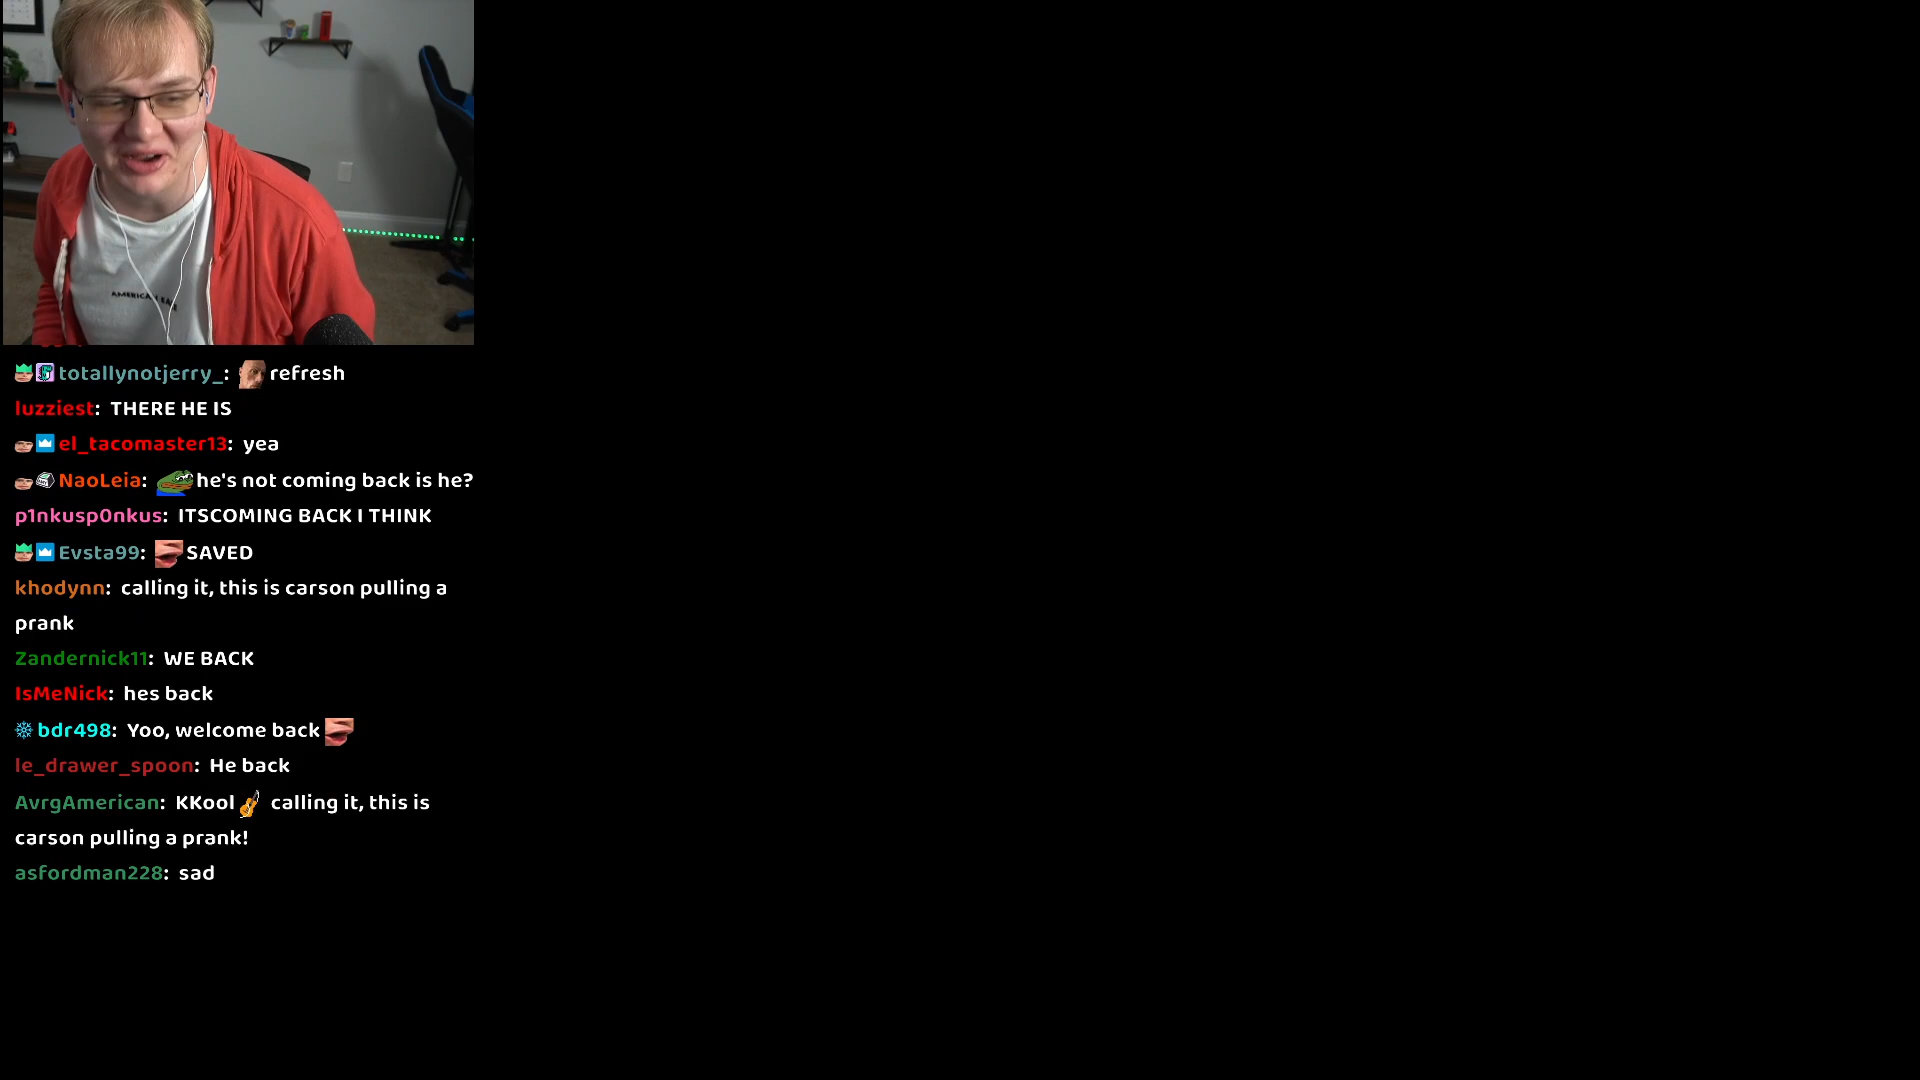 AMERICAN EAGLE
totallynotjerry_: refresh
luzziest: THERE HE IS
el_tacomaster13: yea
NaoLeia: he's not coming back is he?
p1nkusp0nkus: ITSCOMING BACK I THINK
Evsta99: SAVED
khodynn: calling it, this is carson pulling a
prank
Zandernick11: WE BACK
IsMeNick: hes back
bdr498: Yoo, welcome back
le_drawer_spoon: He back
AvrgAmerican: KKool calling it, this is
carson pulling a prank!
asfordman228: sad